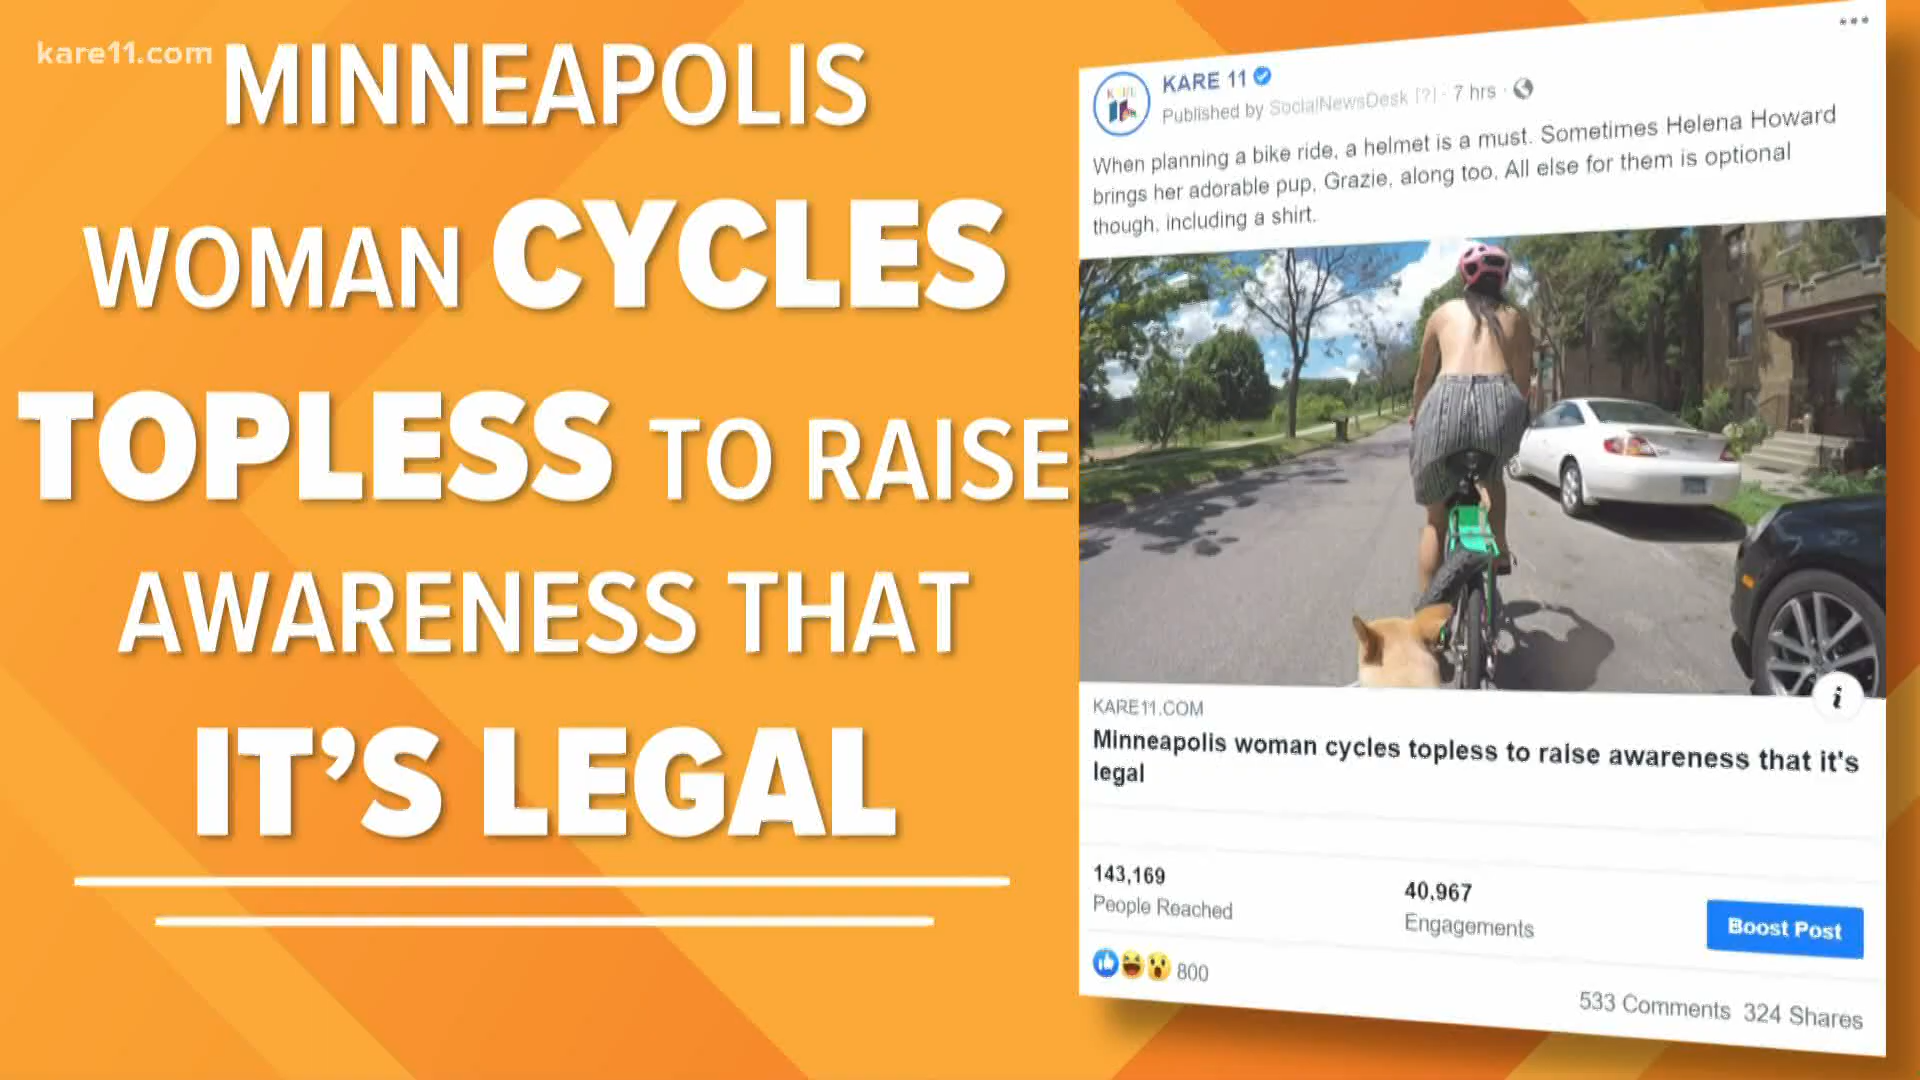 kare11.com
MINNEAPOLIS
WOMAN CYCLES
TOPLESS TO RAISE
AWARENESS THAT
IT'S LEGAL
KARE 11
Published by SocialNewsDesk [?] · 7 hrs ·
When planning a bike ride, a helmet is a must. Sometimes Helena Howard
brings her adorable pup, Grazie, along too. All else for them is optional
though, including a shirt.
KARE11.COM
Minneapolis woman cycles topless to raise awareness that it's
legal
143,169
People Reached
40,967
Engagements
Boost Post
800
533 Comments 324 Shares